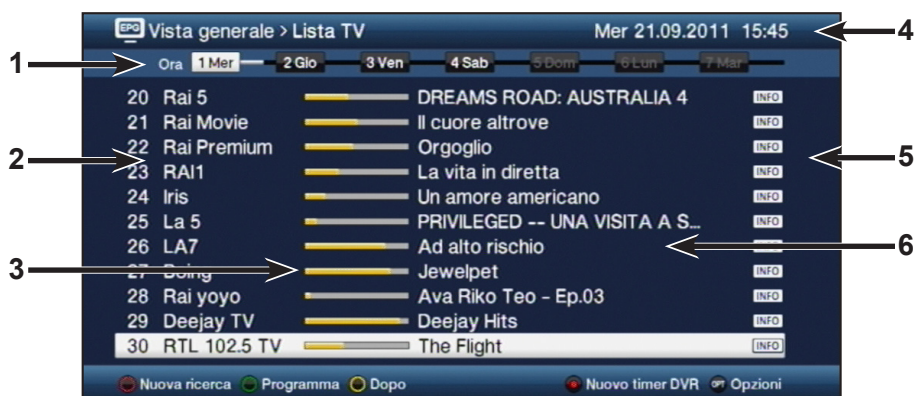 EPG Vista generale > Lista TV Mer 21.09.2011 15:45 4
1 Ora 1 Mer 2 Gio 3 Ven 4 Sab 5 Dom 6 Lun 7 Mar
20 Rai 5 DREAMS ROAD: AUSTRALIA 4 INFO
21 Rai Movie Il cuore altrove INFO
22 Rai Premium Orgoglio INFO
2 5
23 RAI1 La vita in diretta INFO
24 Iris Un amore americano INFO
25 La 5 PRIVILEGED -- UNA VISITA A S... INFO
26 LA7 Ad alto rischio 6
3 27 Boing Jewelpet INFO
28 Rai yoyo Ava Riko Teo - Ep.03 INFO
29 Deejay TV Deejay Hits INFO
30 RTL 102.5 TV The Flight INFO
Nuova ricerca Programma Dopo Nuovo timer DVR OPT Opzioni